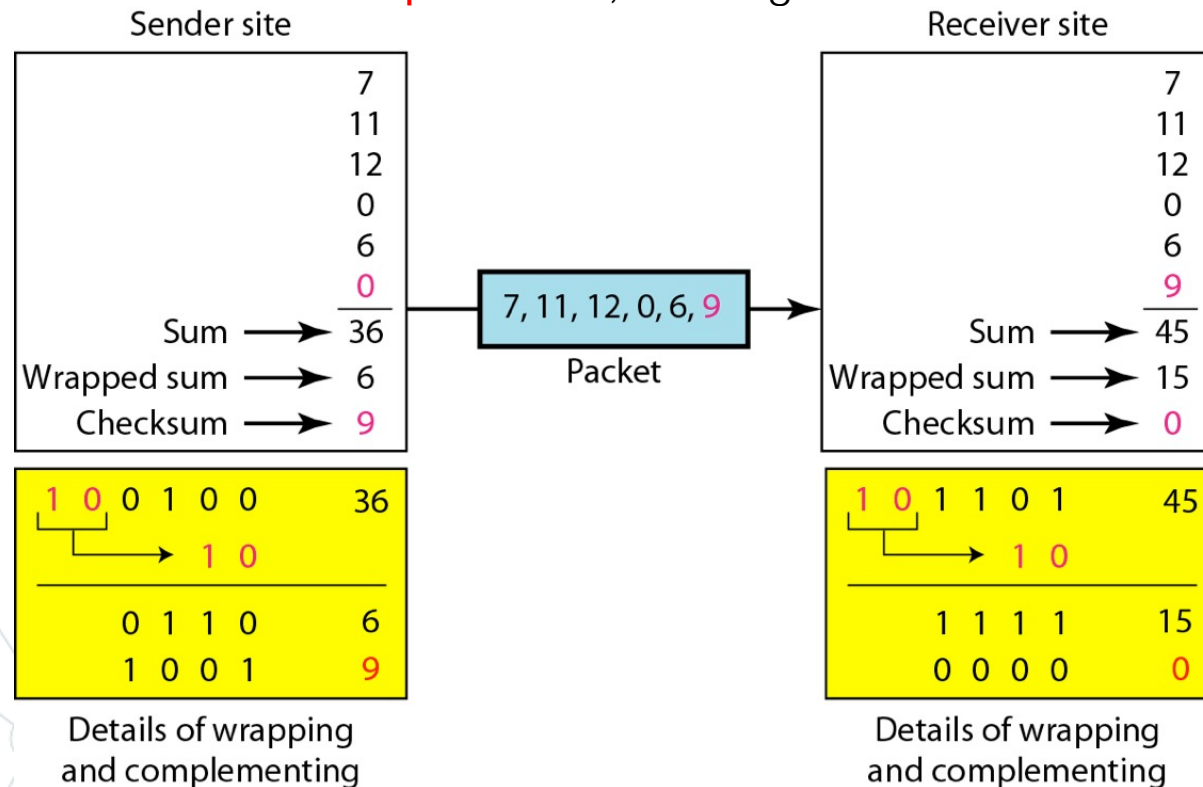 Sender site
7
11
12
0
6
0
Sum 36
Wrapped sum 6
Checksum 9
1 0 0 1 0 0 36
1 0
0 1 1 0 6
1 0 0 1 9
Details of wrapping
and complementing
7, 11, 12, 0, 6, 9
Packet
Receiver site
7
11
12
0
6
9
Sum 45
Wrapped sum 15
Checksum 0
1 0 1 1 0 1 45
1 0
1 1 1 1 15
0 0 0 0 0
Details of wrapping
and complementing